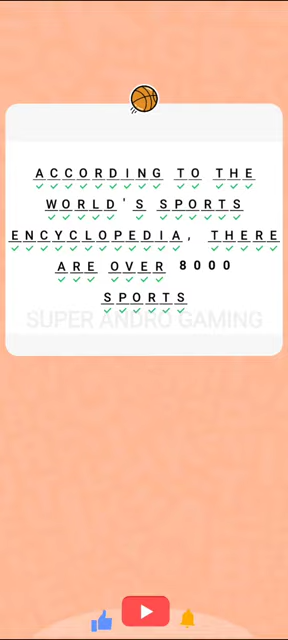 ACCORDING TO THE
WORLD'S SPORTS
ENCYCLOPEDIA, THERE
ARE OVER 8000
SPORTS
SUPER ANDRO GAMING